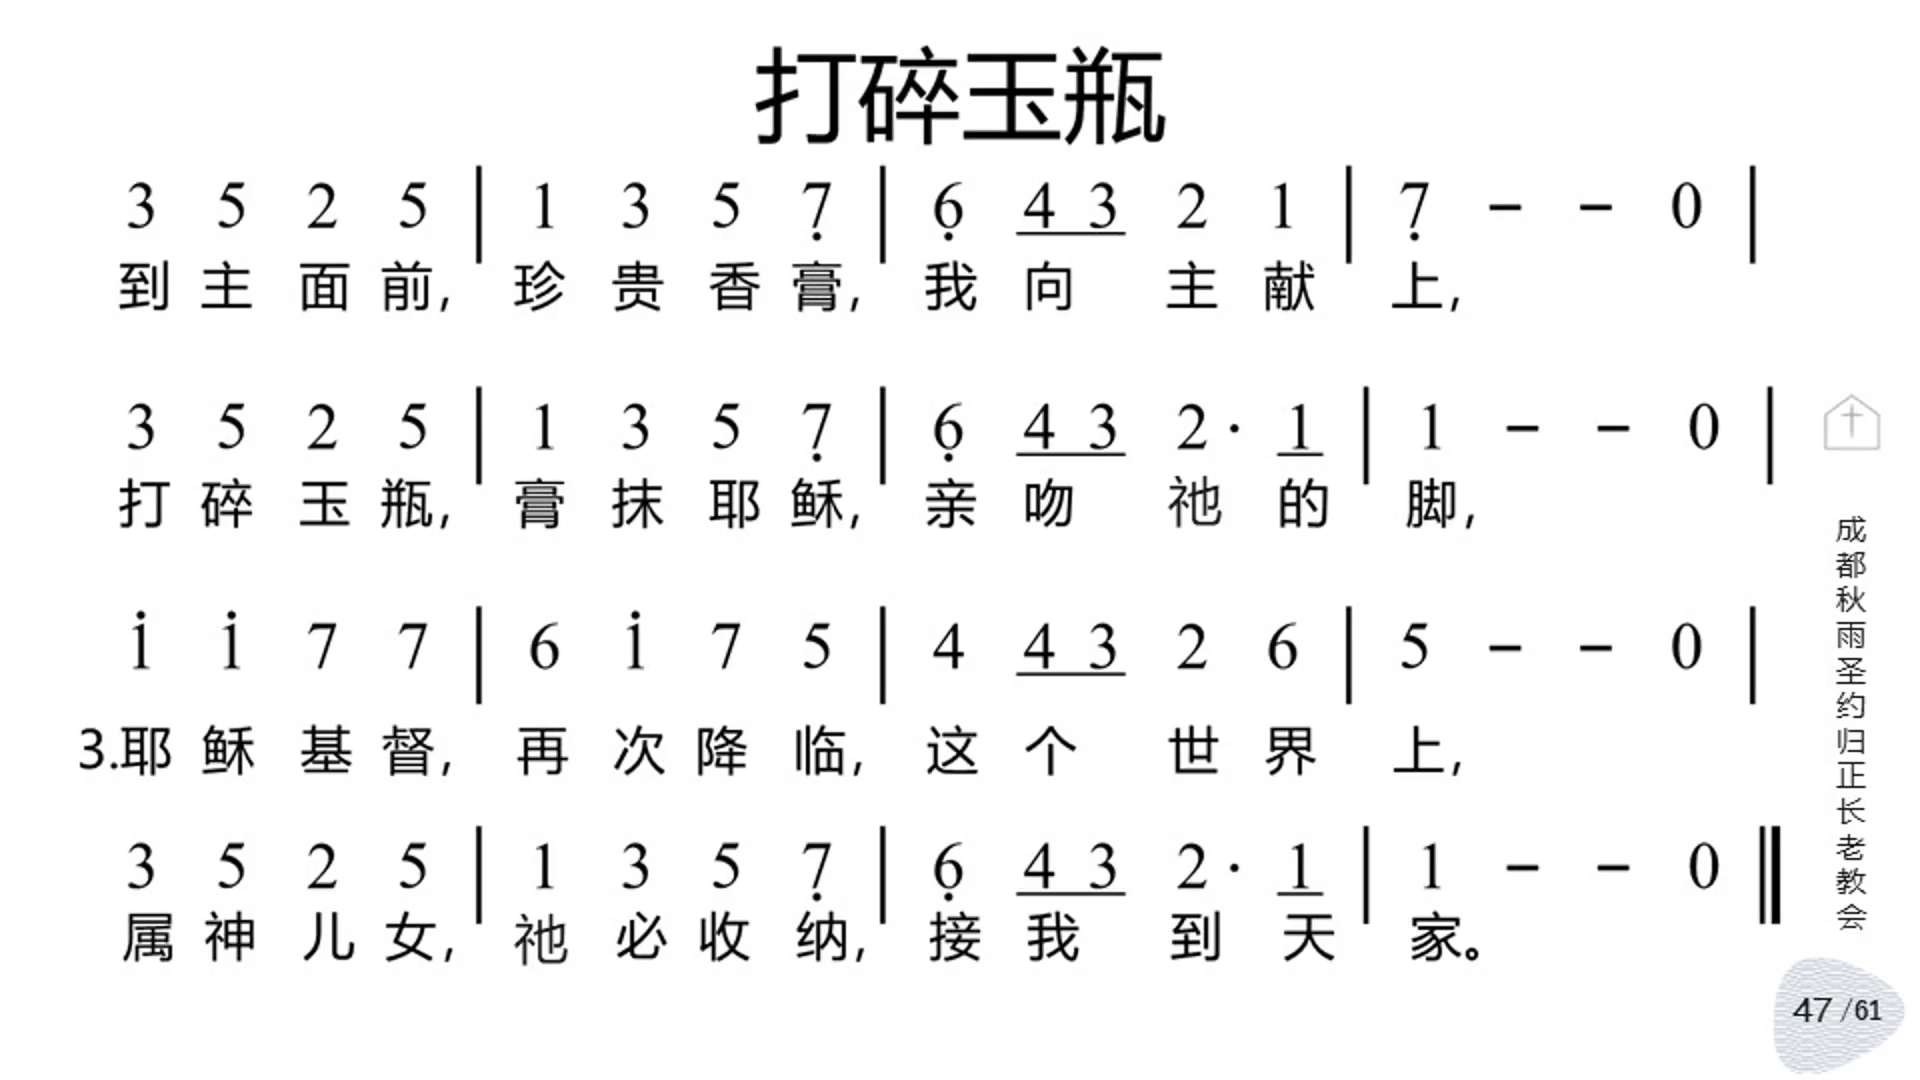 打碎玉瓶
3 5 2 5 | 1 3 5 7̣ | 6̣ 4 3 2 1 | 7̣ – – 0 |
到主面前, 珍贵香膏, 我向主献上,
3 5 2 5 | 1 3 5 7̣ | 6̣ 4 3 2 · 1 | 1 – – 0 |
打碎玉瓶, 膏抹耶稣, 亲吻祂的脚,
1̇ 1̇ 7 7 | 6 1̇ 7 5 | 4 4 3 2 6 | 5 – – 0 |
3.耶稣基督, 再次降临, 这个世界上,
3 5 2 5 | 1 3 5 7̣ | 6̣ 4 3 2 · 1 | 1 – – 0 ‖
属神儿女, 祂必收纳, 接我到天家。
成都秋雨圣约归正长老教会
47 /61